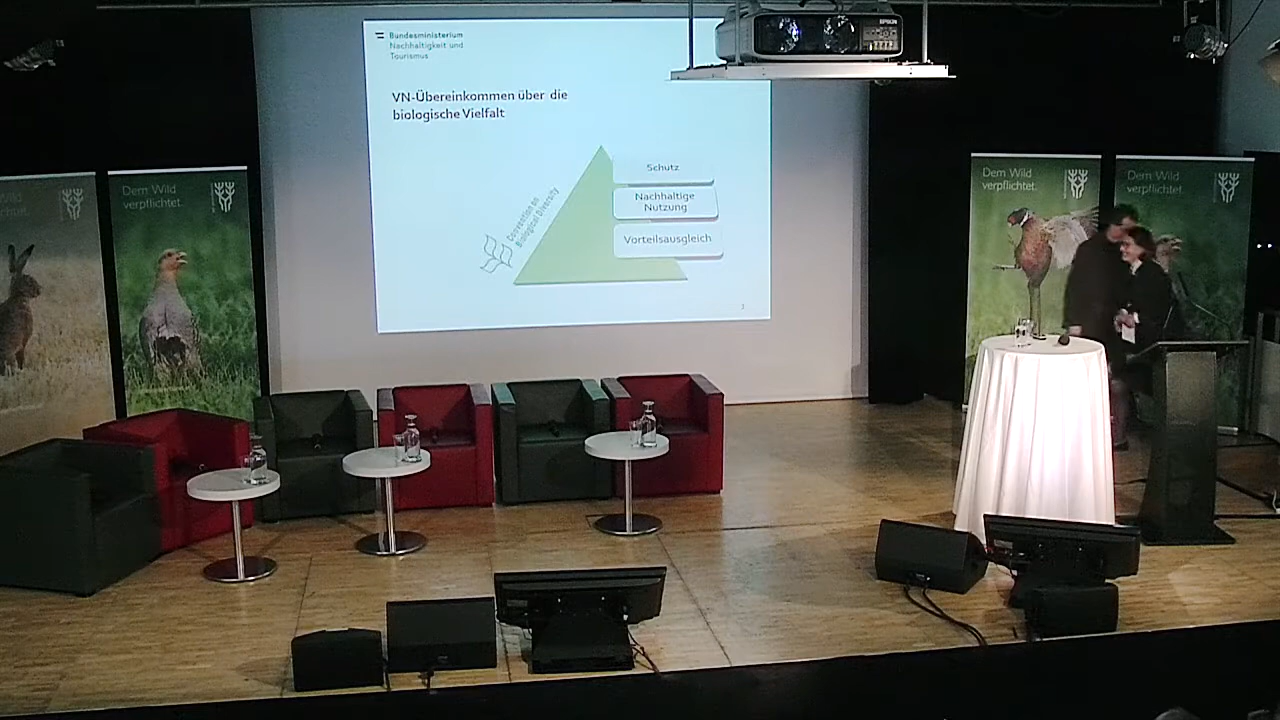 Bundesministerium
Nachhaltigkeit und
Tourismus
VN-Übereinkommen über die
biologische Vielfalt
Convention on
Biological Diversity
Schutz
Nachhaltige
Nutzung
Vorteilsausgleich
EPSON
Dem Wild
verpflichtet.
Dem Wild
verpflichtet.
Dem Wild
verpflichtet.